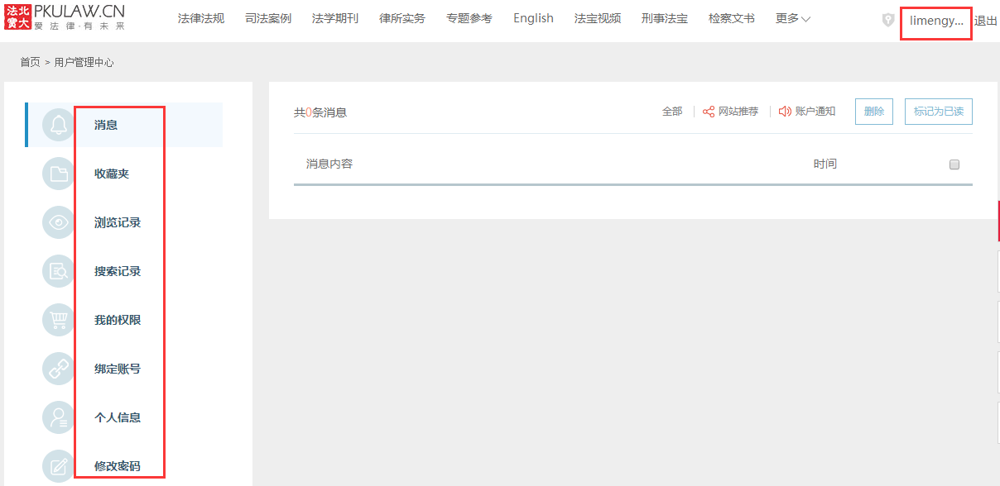 法北
寶大
PKULAW.CN
爱法律·有未来
法律法规 司法案例 法学期刊 律所实务 专题参考 English 法宝视频 刑事法宝 检察文书 更多 limengy... 退出
首页 > 用户管理中心
消息
收藏夹
浏览记录
搜索记录
我的权限
绑定账号
个人信息
修改密码
共0条消息 全部 网站推荐 账户通知 删除 标记为已读
消息内容 时间